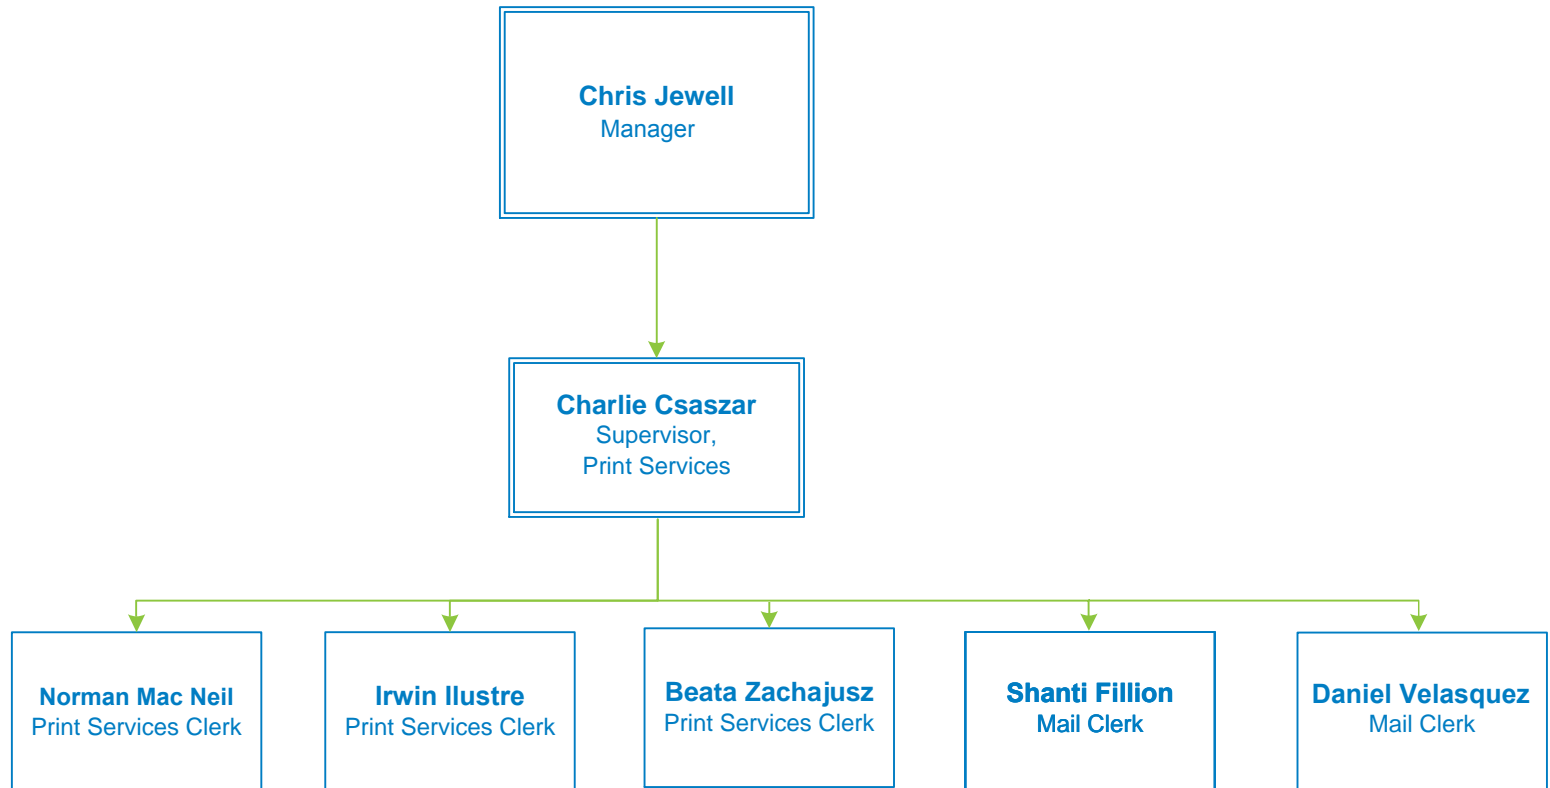 Chris Jewell
Manager
Charlie Csaszar
Supervisor,
Print Services
Norman Mac Neil
Print Services Clerk
Irwin Ilustre
Print Services Clerk
Beata Zachajusz
Print Services Clerk
Shanti Fillion
Mail Clerk
Daniel Velasquez
Mail Clerk